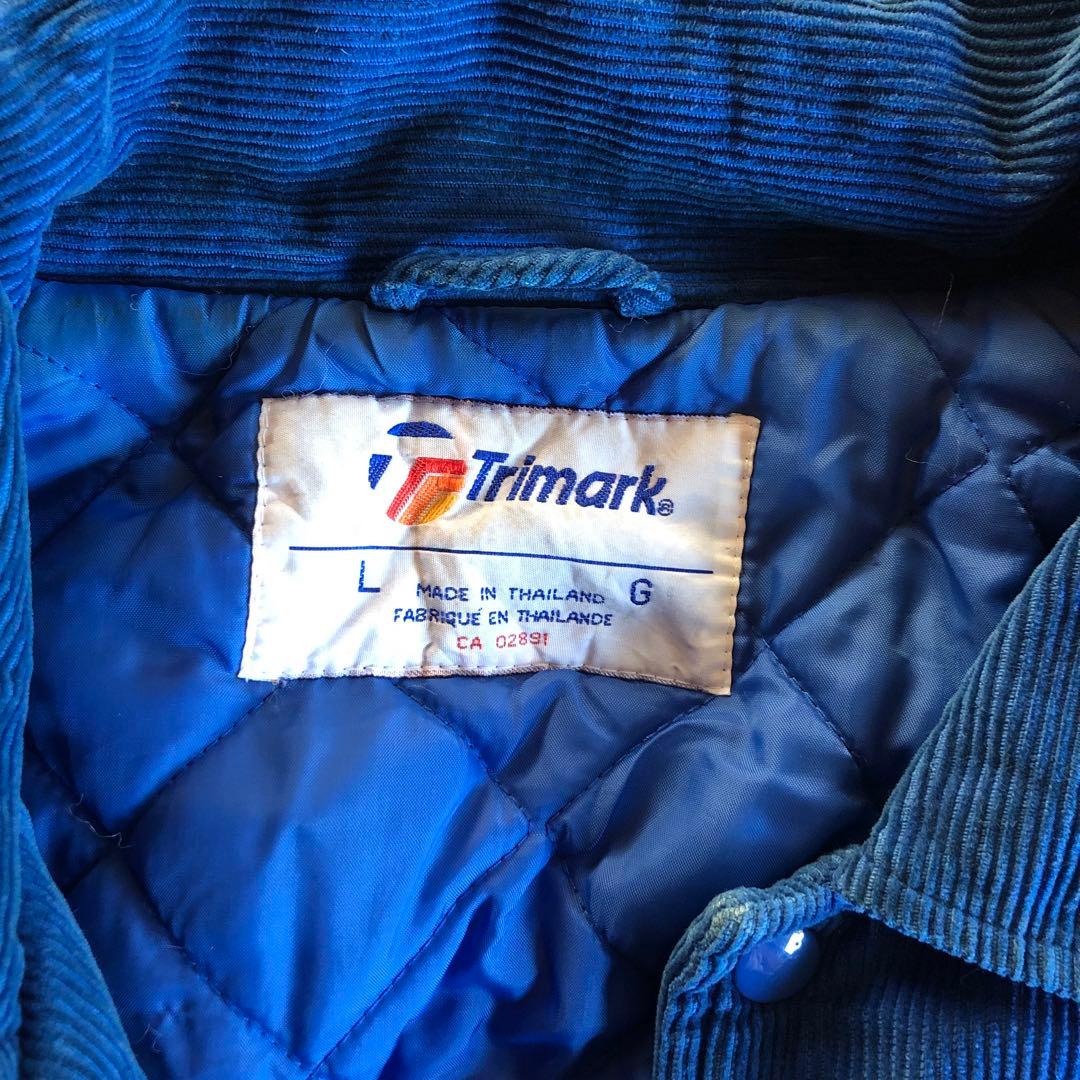 Trimark®
L MADE IN THAILAND G
FABRIQUÉ EN THAILANDE
CA 02891